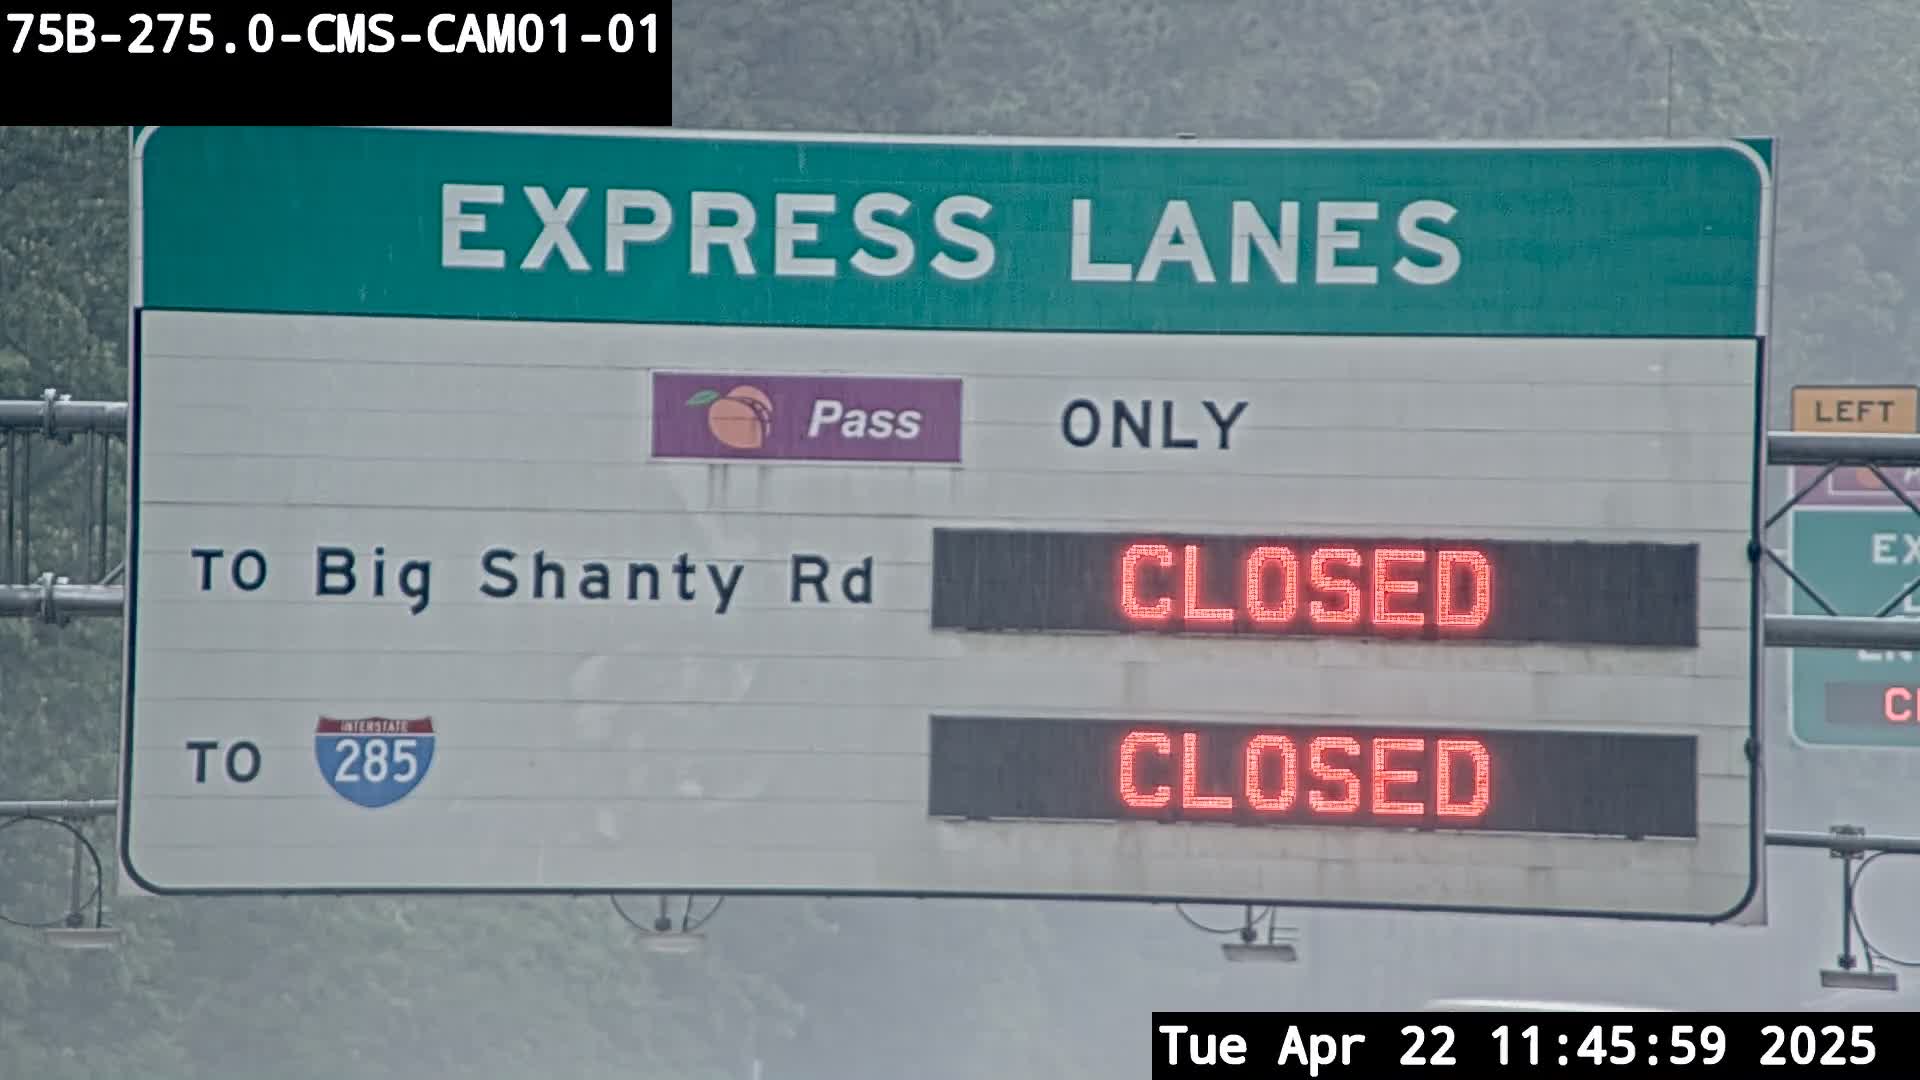 75B-275.0-CMS-CAM01-01
EXPRESS LANES
Pass ONLY
TO Big Shanty Rd CLOSED
TO INTERSTATE 285 CLOSED
LEFT
EX
Tue Apr 22 11:45:59 2025